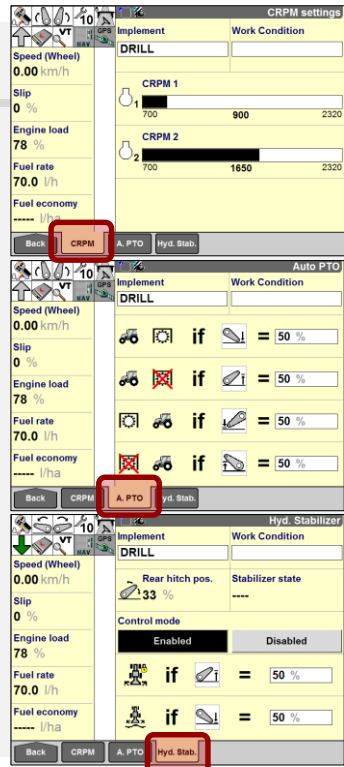 10
GPS
CRPM settings
VT
NAV
Implement
Work Condition
DRILL
Speed (Wheel)
0.00 km/h
Slip
0 %
Engine load
78 %
Fuel rate
70.0 l/h
Fuel economy
----- l/ha
CRPM 1
1
700
900
2320
CRPM 2
2
700
1650
2320
Back
CRPM
A. PTO
Hyd. Stab.
10
GPS
Auto PTO
VT
NAV
Implement
Work Condition
DRILL
Speed (Wheel)
0.00 km/h
Slip
0 %
Engine load
78 %
Fuel rate
70.0 l/h
Fuel economy
----- l/ha
if = 50 %
if = 50 %
if = 50 %
if = 50 %
Back
CRPM
A. PTO
yd. Stab.
10
GPS
Hyd. Stabilizer
VT
NAV
Implement
Work Condition
DRILL
Speed (Wheel)
0.00 km/h
Slip
0 %
Engine load
78 %
Fuel rate
70.0 l/h
Fuel economy
----- l/ha
Rear hitch pos.
33 %
Stabilizer state
----
Control mode
Enabled
Disabled
if = 50 %
if = 50 %
Back
CRPM
A. PTO
Hyd. Stab.